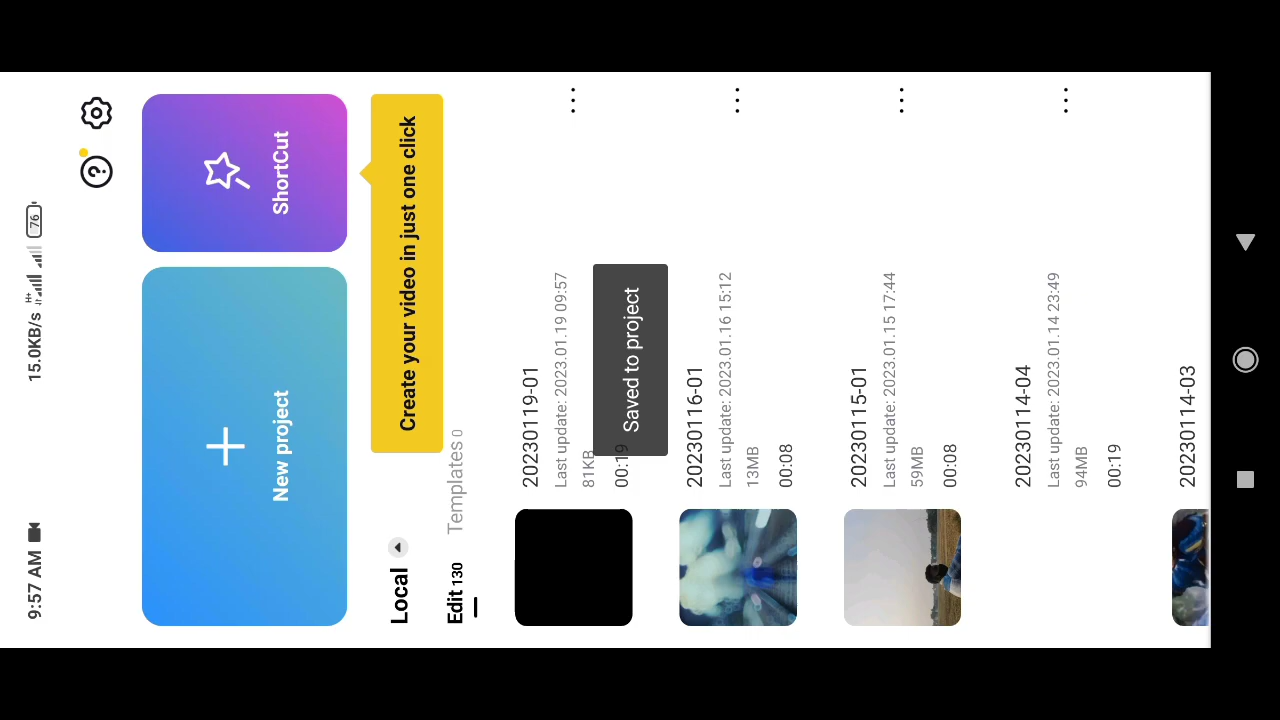 9:57 AM
15.0KB/s
76
New project
ShortCut
Create your video in just one click
Local
Edit 130
Templates 0
20230119-01
Last update: 2023.01.19 09:57
81KB
00:19
Saved to project
20230116-01
Last update: 2023.01.16 15:12
13MB
00:08
20230115-01
Last update: 2023.01.15 17:44
59MB
00:08
20230114-04
Last update: 2023.01.14 23:49
94MB
00:19
20230114-03